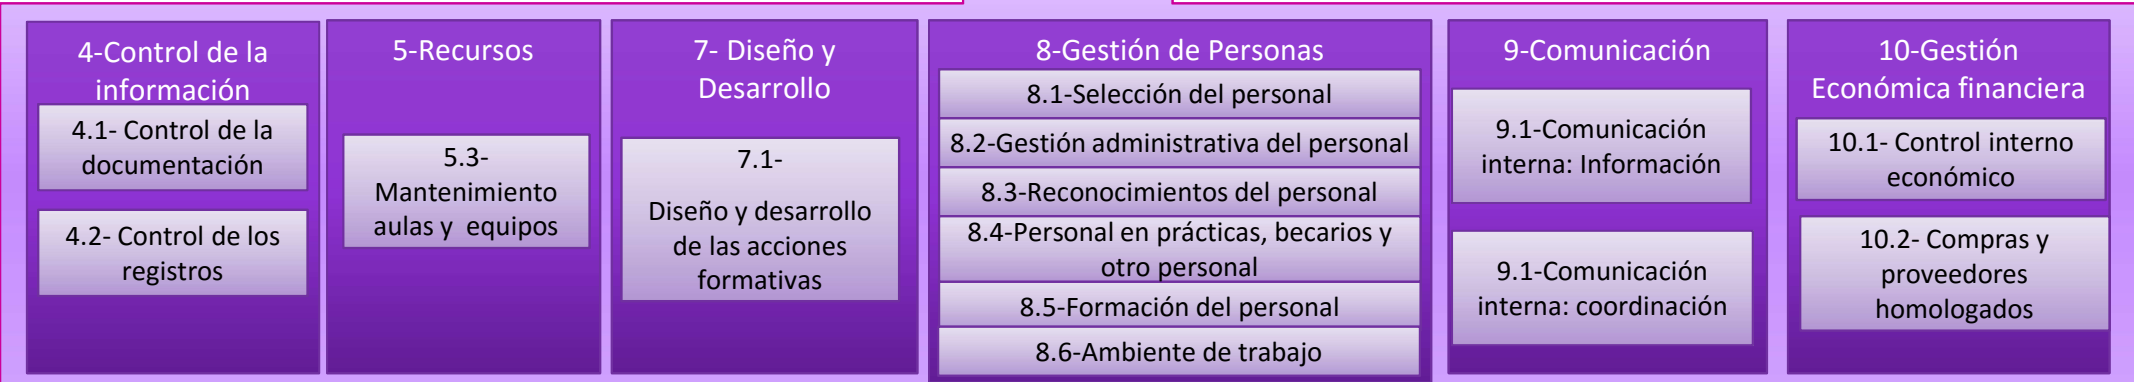 4-Control de la
información
4.1- Control de la
documentación
4.2- Control de los
registros
5-Recursos
5.3-
Mantenimiento
aulas y equipos
7- Diseño y
Desarrollo
7.1-
Diseño y desarrollo
de las acciones
formativas
8-Gestión de Personas
8.1-Selección del personal
8.2-Gestión administrativa del personal
8.3-Reconocimientos del personal
8.4-Personal en prácticas, becarios y
otro personal
8.5-Formación del personal
8.6-Ambiente de trabajo
9-Comunicación
9.1-Comunicación
interna: Información
9.1-Comunicación
interna: coordinación
10-Gestión
Económica financiera
10.1- Control interno
económico
10.2- Compras y
proveedores
homologados